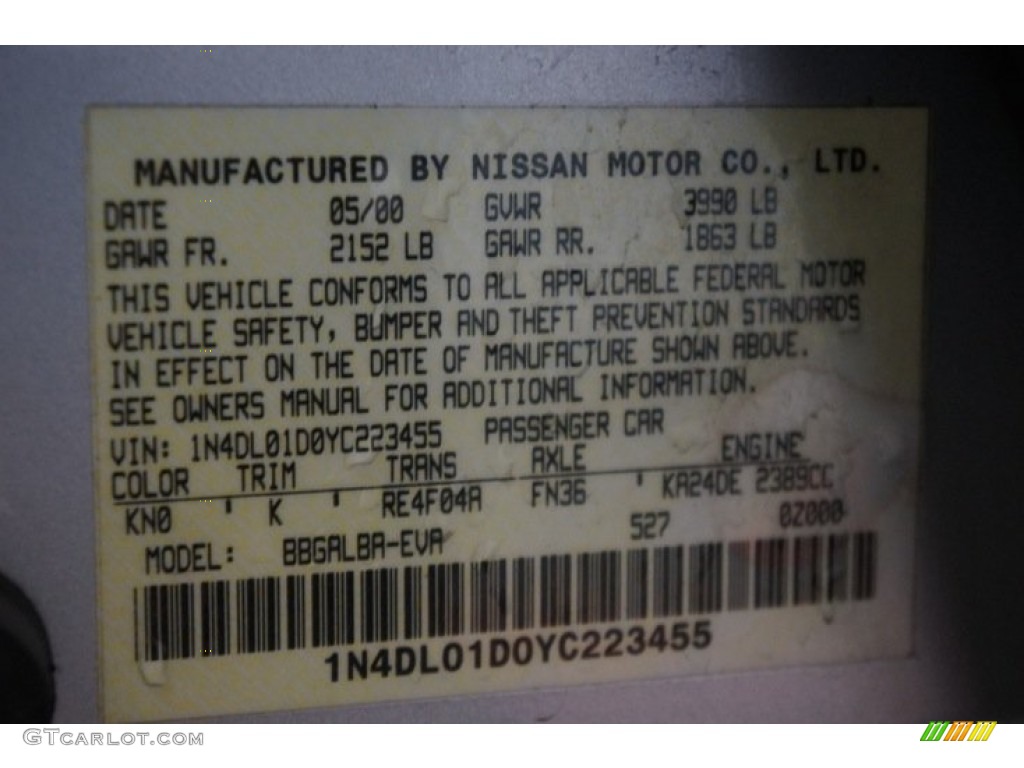 MANUFACTURED BY NISSAN MOTOR CO., LTD.
DATE 05/00 GVWR 3990 LB
GAWR FR. 2152 LB GAWR RR. 1863 LB
THIS VEHICLE CONFORMS TO ALL APPLICABLE FEDERAL MOTOR
VEHICLE SAFETY, BUMPER AND THEFT PREVENTION STANDARDS
IN EFFECT ON THE DATE OF MANUFACTURE SHOWN ABOVE.
SEE OWNERS MANUAL FOR ADDITIONAL INFORMATION.
VIN: 1N4DL01D0YC223455 PASSENGER CAR
COLOR TRIM TRANS AXLE ENGINE
KN0 ' K ' RE4F04A FN36 ' KA24DE 2389CC
MODEL: BBGALBA-EVA 527 0Z000
1N4DL01D0YC223455
GTCARLOT.COM